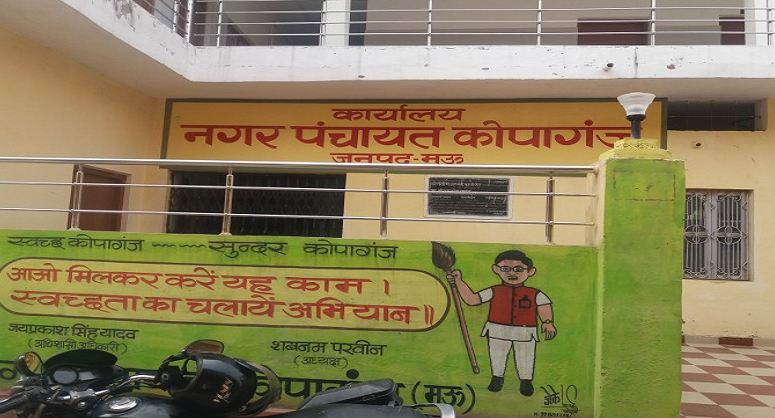 कार्यालय
नगर पंचायत कोपागंज
जनपद-मऊ
स्वच्छ कोपागंज ~~~~ सुन्दर कोपागंज
आओ मिलकर करें यह काम।
स्वच्छता का चलायें अभियान॥
जयप्रकाश सिंह यादव
(अधिशासी अधिकारी)
शबनम परवीन
(अध्यक्ष)
कोपागंज (मऊ)